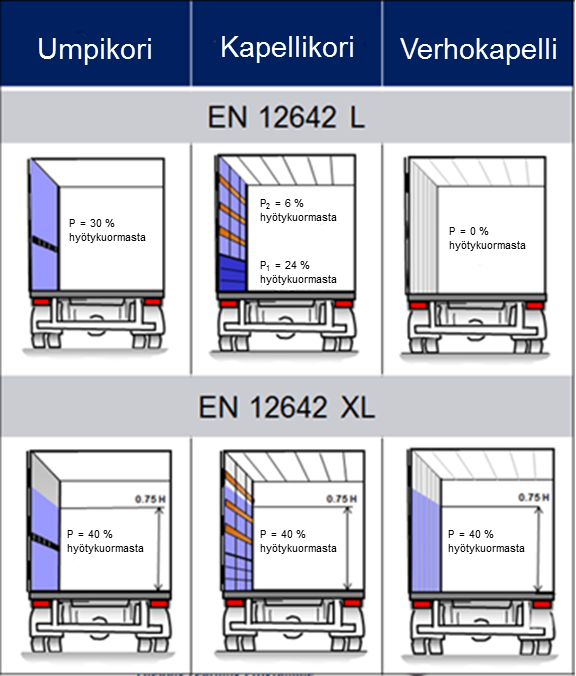 Umpikori
Kapellikori
Verhokapelli
EN 12642 L
P = 30 %
hyötykuormasta
P₂ = 6 %
hyötykuormasta
P₁ = 24 %
hyötykuormasta
P = 0 %
hyötykuormasta
EN 12642 XL
0.75 H
P = 40 %
hyötykuormasta
0.75 H
P = 40 %
hyötykuormasta
0.75 H
P = 40 %
hyötykuormasta